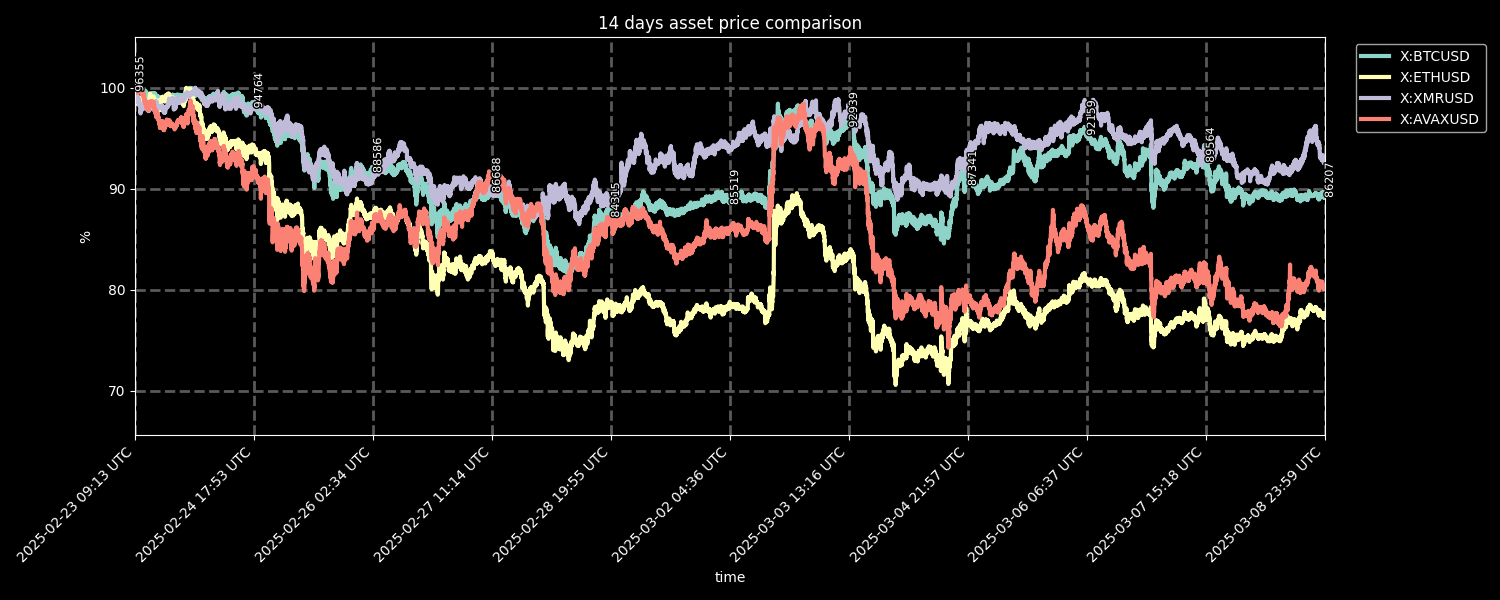 14 days asset price comparison
X:BTCUSD
X:ETHUSD
X:XMRUSD
X:AVAXUSD
%
100
90
80
70
96355
94764
88586
86688
84315
85519
92939
87341
92159
89564
86207
2025-02-23 09:13 UTC
2025-02-24 17:53 UTC
2025-02-26 02:34 UTC
2025-02-27 11:14 UTC
2025-02-28 19:55 UTC
2025-03-02 04:36 UTC
2025-03-03 13:16 UTC
2025-03-04 21:57 UTC
2025-03-06 06:37 UTC
2025-03-07 15:18 UTC
2025-03-08 23:59 UTC
time